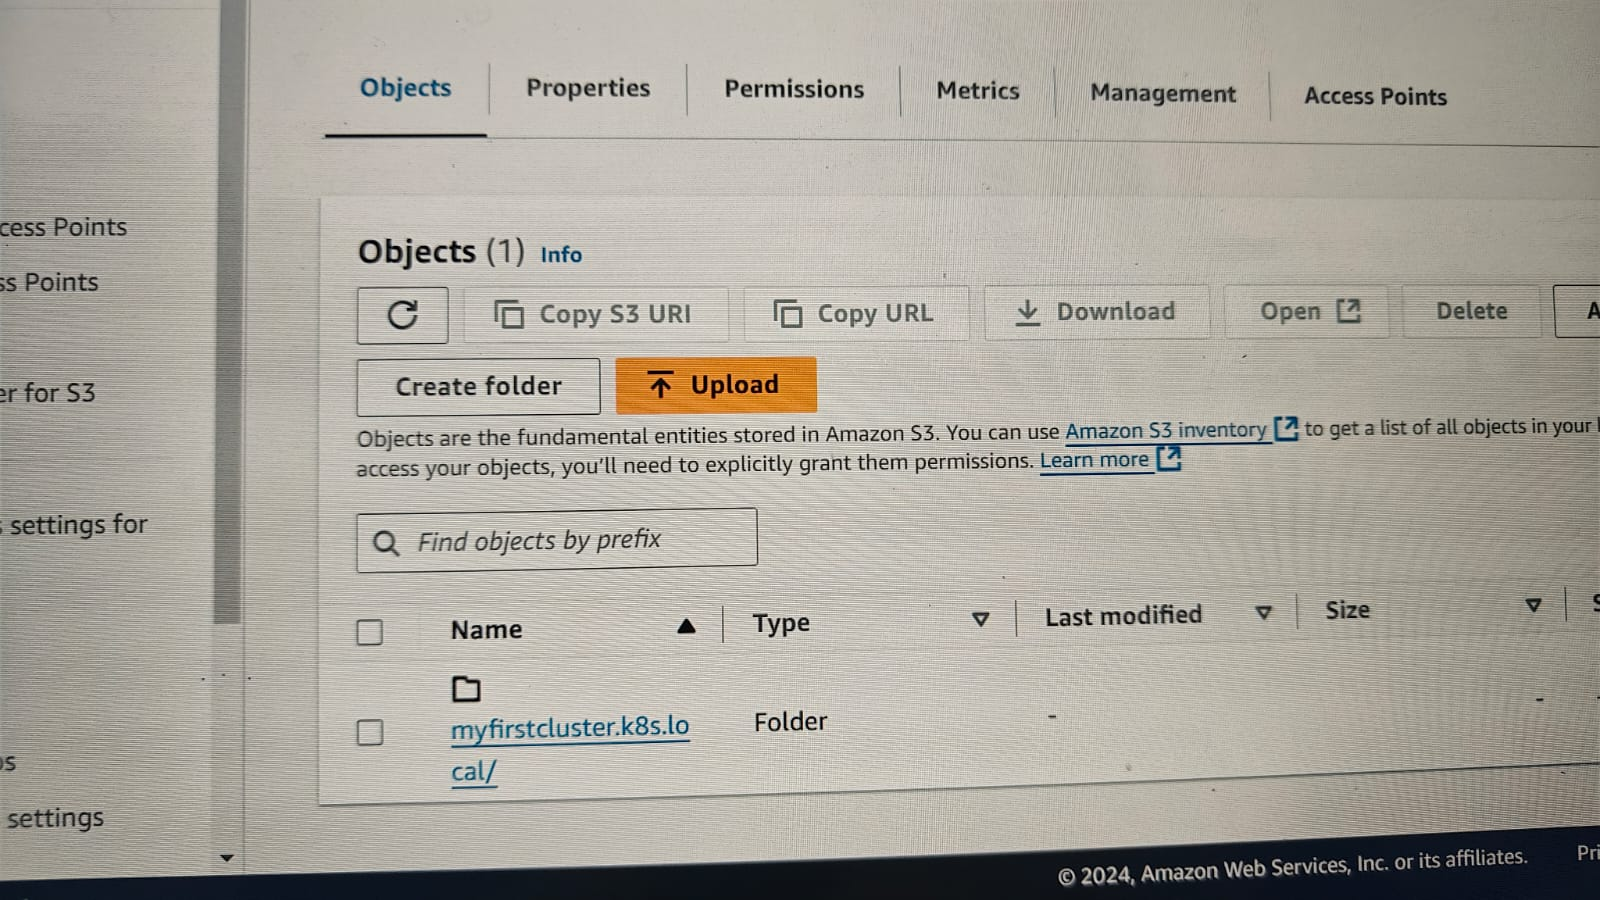 Objects
Properties
Permissions
Metrics
Management
Access Points
cess Points
ss Points
er for S3
settings for
settings
Objects (1) Info
Copy S3 URI
Copy URL
Download
Open
Delete
Create folder
Upload
Objects are the fundamental entities stored in Amazon S3. You can use Amazon S3 inventory to get a list of all objects in your
access your objects, you'll need to explicitly grant them permissions. Learn more
Find objects by prefix
Name
Type
Last modified
Size
myfirstcluster.k8s.lo
cal/
Folder
-
-
© 2024, Amazon Web Services, Inc. or its affiliates.
Pri